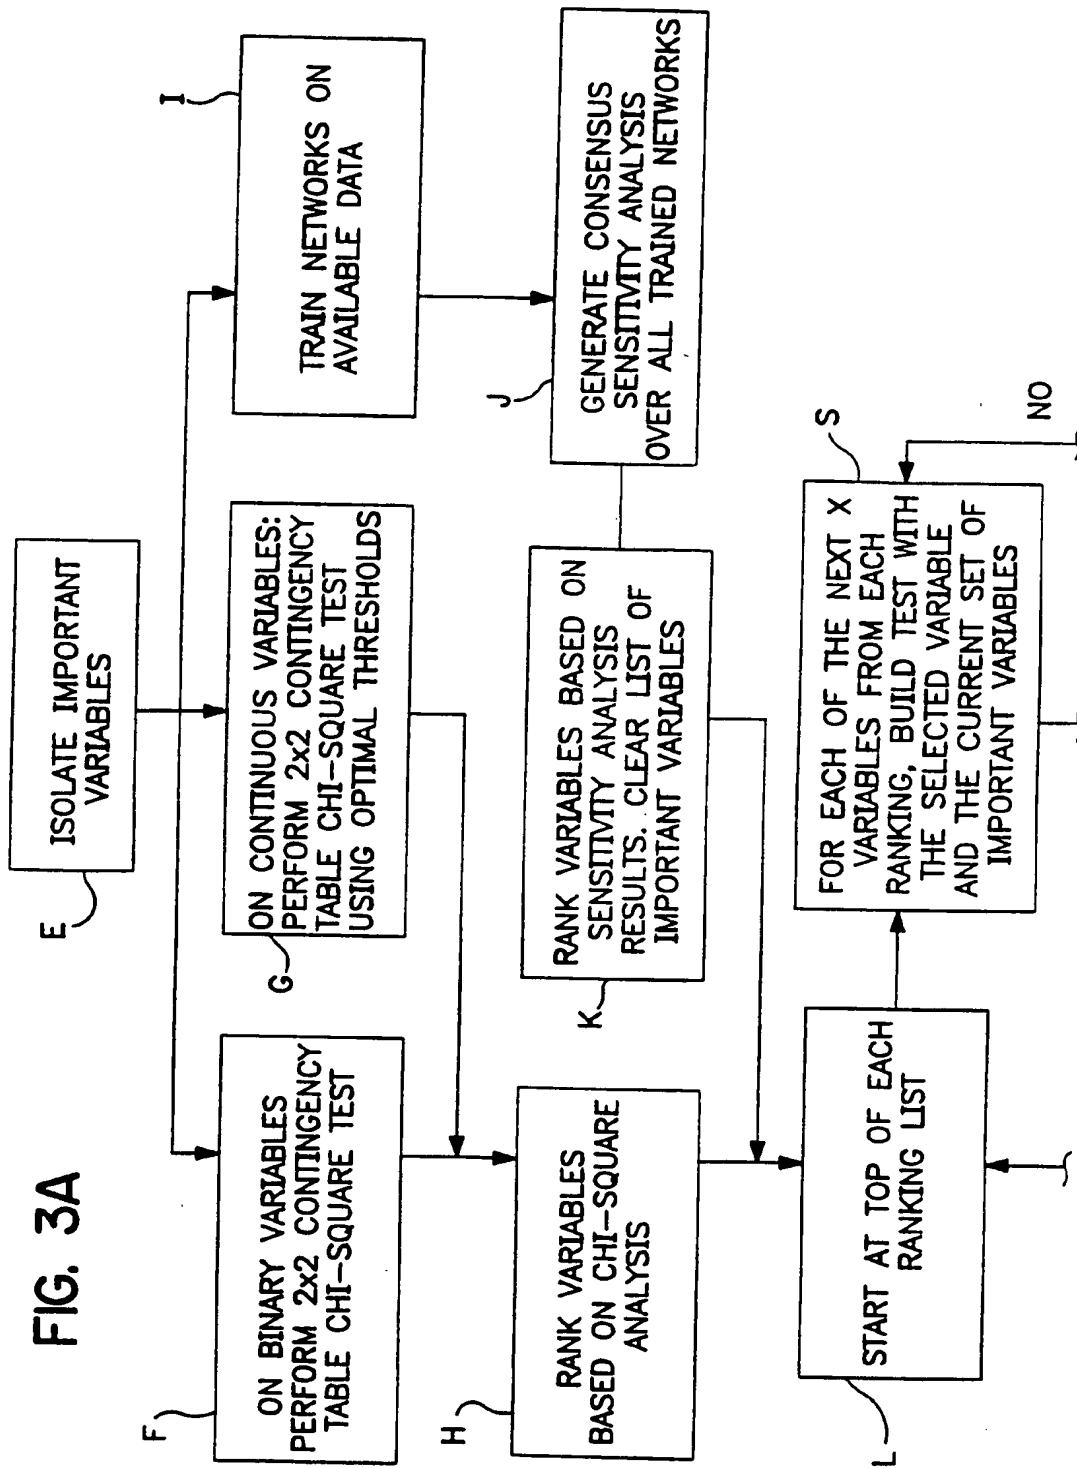 FIG. 3A
E
ISOLATE IMPORTANT
VARIABLES
F
ON BINARY VARIABLES
PERFORM 2x2 CONTINGENCY
TABLE CHI-SQUARE TEST
G
ON CONTINUOUS VARIABLES:
PERFORM 2x2 CONTINGENCY
TABLE CHI-SQUARE TEST
USING OPTIMAL THRESHOLDS
I
TRAIN NETWORKS ON
AVAILABLE DATA
H
RANK VARIABLES
BASED ON CHI-SQUARE
ANALYSIS
K
RANK VARIABLES BASED ON
SENSITIVITY ANALYSIS
RESULTS. CLEAR LIST OF
IMPORTANT VARIABLES
J
GENERATE CONSENSUS
SENSITIVITY ANALYSIS
OVER ALL TRAINED NETWORKS
L
START AT TOP OF EACH
RANKING LIST
S
FOR EACH OF THE NEXT X
VARIABLES FROM EACH
RANKING, BUILD TEST WITH
THE SELECTED VARIABLE
AND THE CURRENT SET OF
IMPORTANT VARIABLES
NO